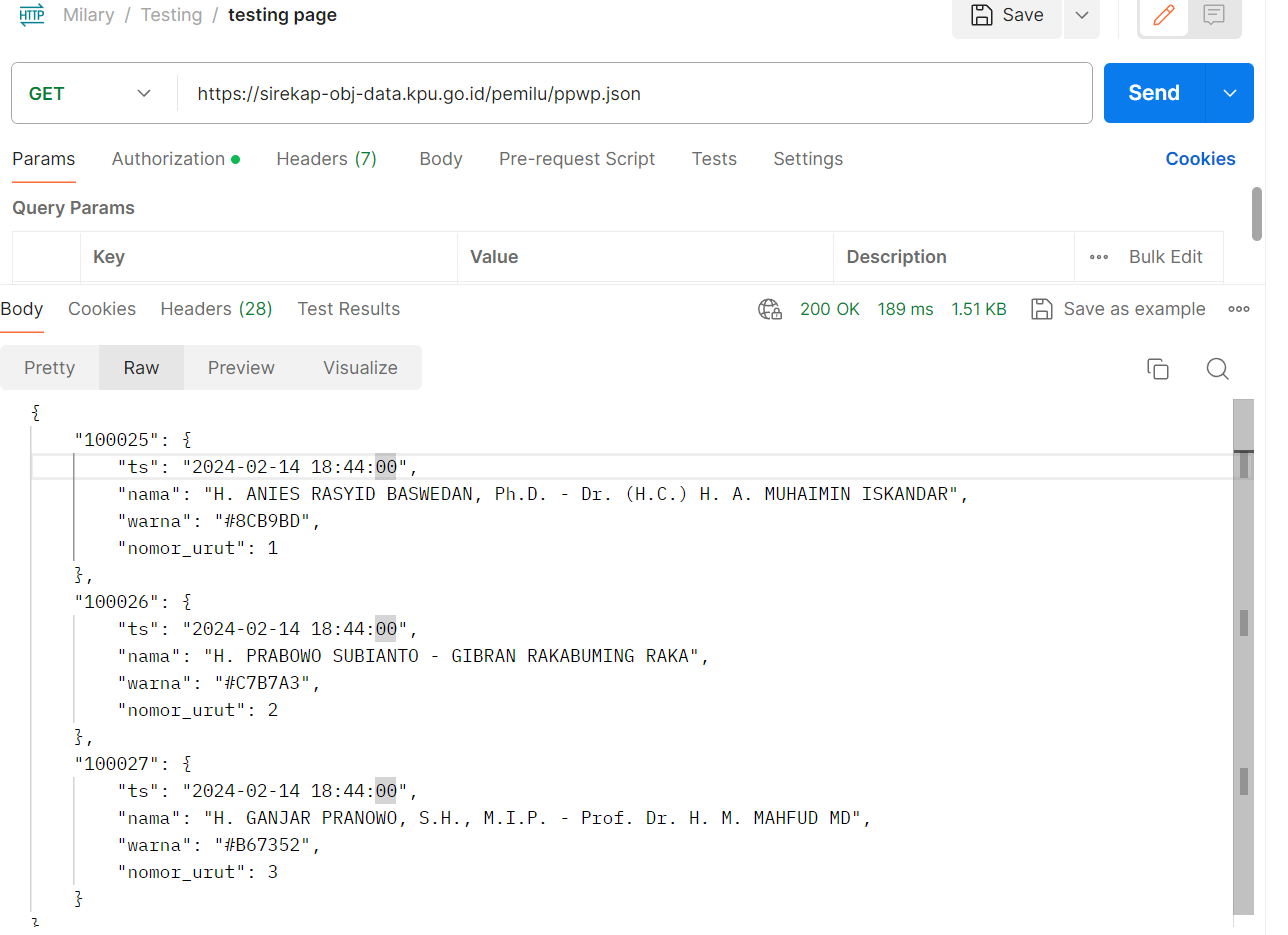 HTTP Milary / Testing / testing page Save
GET https://sirekap-obj-data.kpu.go.id/pemilu/ppwp.json Send
Params Authorization Headers (7) Body Pre-request Script Tests Settings Cookies
Query Params
Key Value Description Bulk Edit
Body Cookies Headers (28) Test Results 200 OK 189 ms 1.51 KB Save as example
Pretty Raw Preview Visualize
{
"100025": {
"ts": "2024-02-14 18:44:00",
"nama": "H. ANIES RASYID BASWEDAN, Ph.D. - Dr. (H.C.) H. A. MUHAIMIN ISKANDAR",
"warna": "#8CB9BD",
"nomor_urut": 1
},
"100026": {
"ts": "2024-02-14 18:44:00",
"nama": "H. PRABOWO SUBIANTO - GIBRAN RAKABUMING RAKA",
"warna": "#C7B7A3",
"nomor_urut": 2
},
"100027": {
"ts": "2024-02-14 18:44:00",
"nama": "H. GANJAR PRANOWO, S.H., M.I.P. - Prof. Dr. H. M. MAHFUD MD",
"warna": "#B67352",
"nomor_urut": 3
}
}